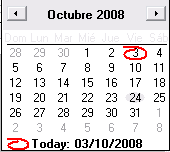 Octubre 2008
Dom Lun Mar Mié Jue Vie Sáb
28 29 30 1 2 3 4
5 6 7 8 9 10 11
12 13 14 15 16 17 18
19 20 21 22 23 24 25
26 27 28 29 30 31 1
2 3 4 5 6 7 8
Today: 03/10/2008